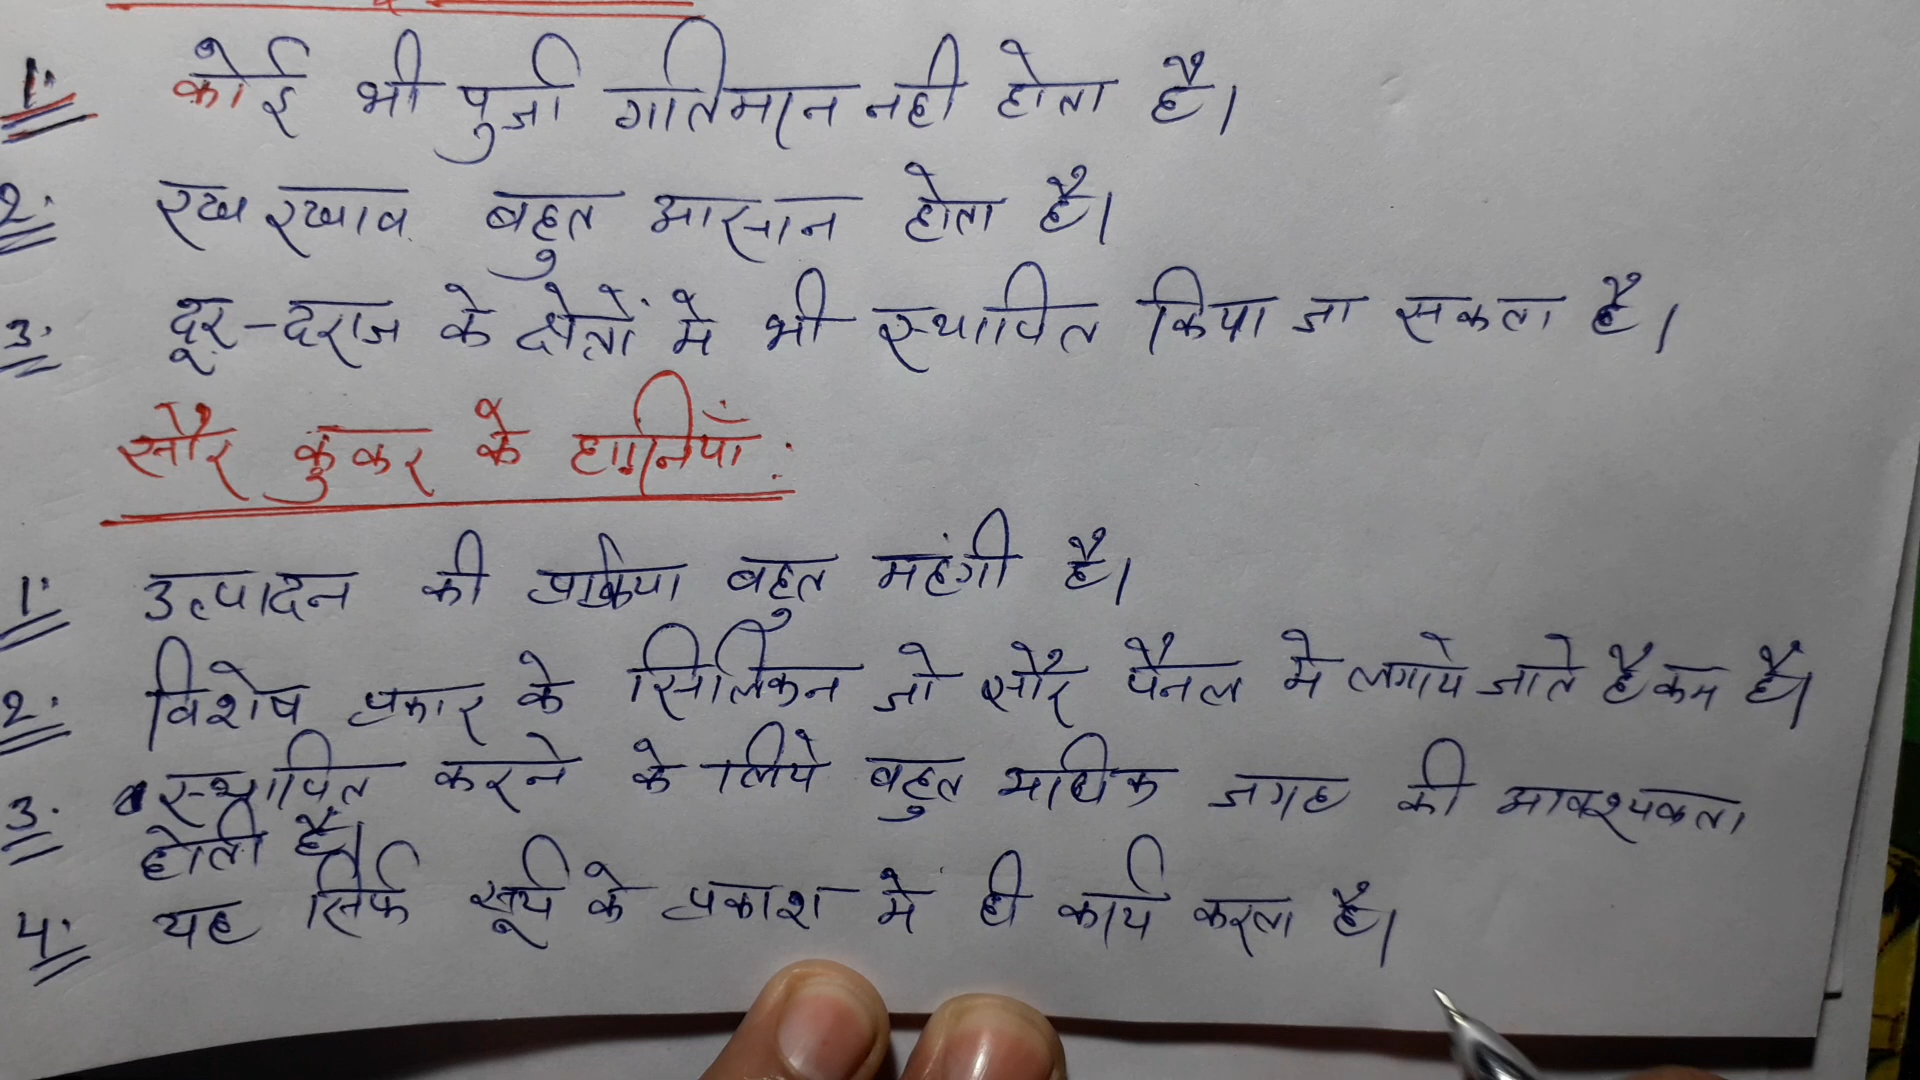 1. कोई भी पुर्जा गतिमान नही होता है।
2. रख रखाव बहुत आसान होता है।
3. दूर-दराज के क्षेत्रों मे भी स्थापित किया जा सकता है।
सौर कुकर के हानियाँ:
1. उत्पादन की प्रक्रिया बहुत महंगी है।
2. विशेष प्रकार के सिलिकन जो सौर पैनल मे लगाये जाते है कम है।
3. स्थापित करने के लिये बहुत अधिक जगह की आवश्यकता
होती है।
4. यह सिर्फ सूर्य के प्रकाश मे ही कार्य करता है।